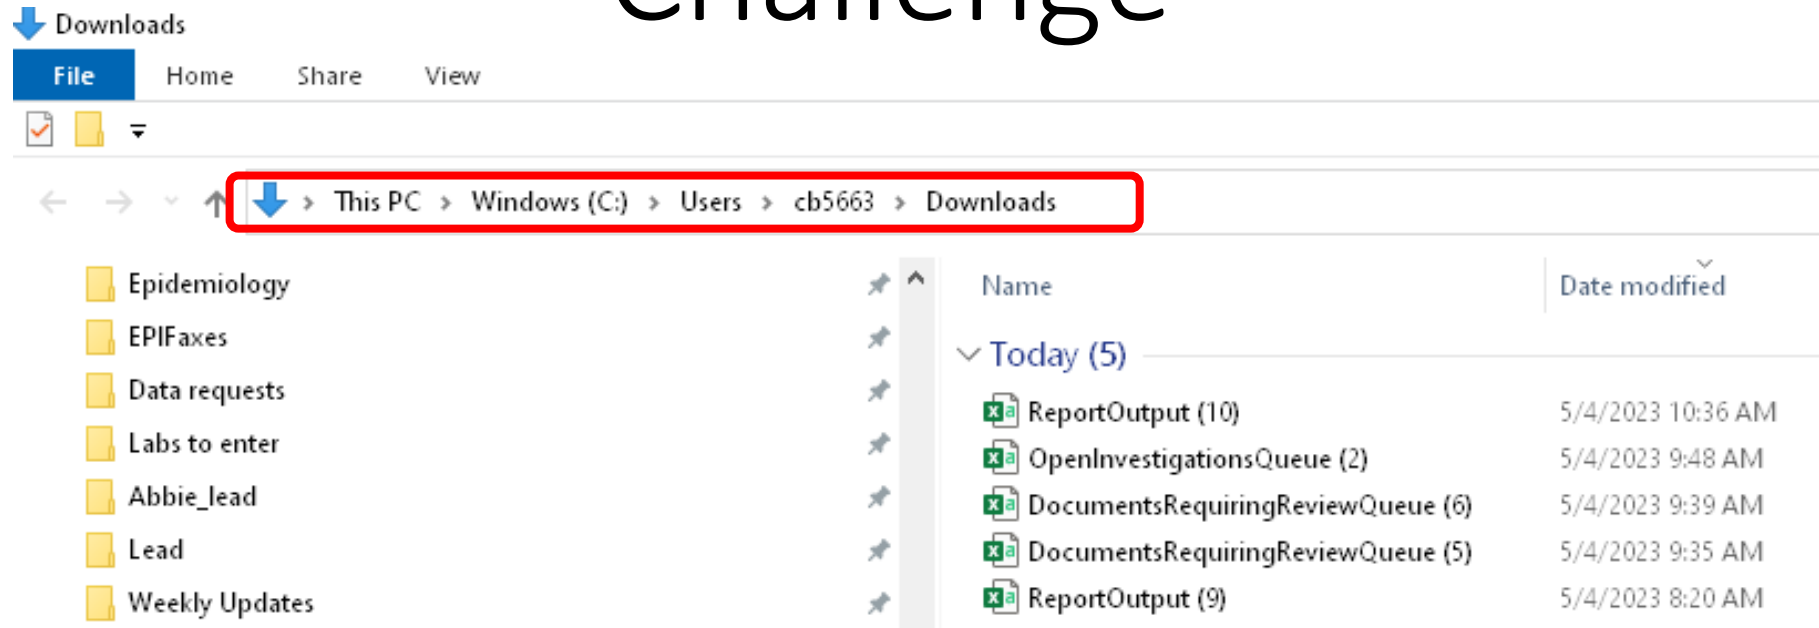 Challenge
Downloads
File Home Share View
This PC > Windows (C:) > Users > cb5663 > Downloads
Epidemiology
EPIFaxes
Data requests
Labs to enter
Abbie_lead
Lead
Weekly Updates
Name Date modified
Today (5)
ReportOutput (10) 5/4/2023 10:36 AM
OpenInvestigationsQueue (2) 5/4/2023 9:48 AM
DocumentsRequiringReviewQueue (6) 5/4/2023 9:39 AM
DocumentsRequiringReviewQueue (5) 5/4/2023 9:35 AM
ReportOutput (9) 5/4/2023 8:20 AM